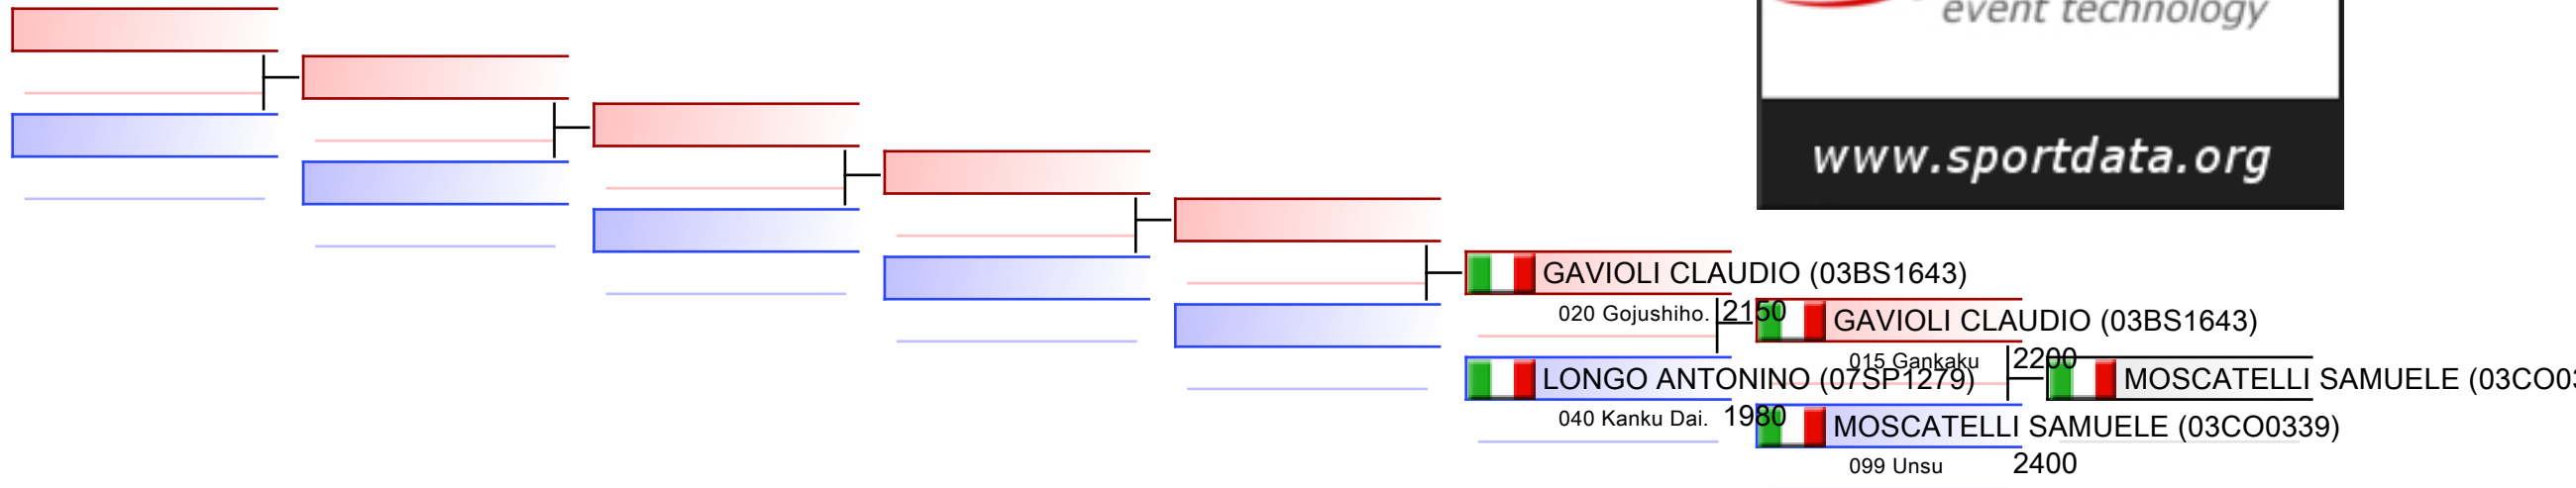 event technology
www.sportdata.org
GAVIOLI CLAUDIO (03BS1643)
020 Gojushiho. 2150
GAVIOLI CLAUDIO (03BS1643)
015 Gankaku 2200
LONGO ANTONINO (07SP1279)
MOSCATELLI SAMUELE (03CO03
040 Kanku Dai. 1980
MOSCATELLI SAMUELE (03CO0339)
099 Unsu 2400